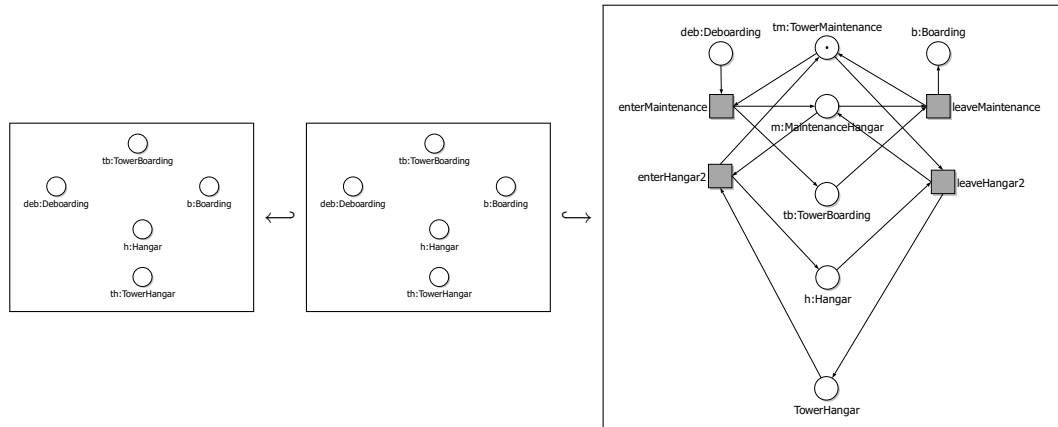 tb:TowerBoarding
deb:Deboarding
b:Boarding
h:Hangar
th:TowerHangar
tb:TowerBoarding
deb:Deboarding
b:Boarding
h:Hangar
th:TowerHangar
tm:TowerMaintenance
deb:Deboarding
b:Boarding
enterMaintenance
leaveMaintenance
m:MaintenanceHangar
enterHangar2
leaveHangar2
tb:TowerBoarding
h:Hangar
TowerHangar